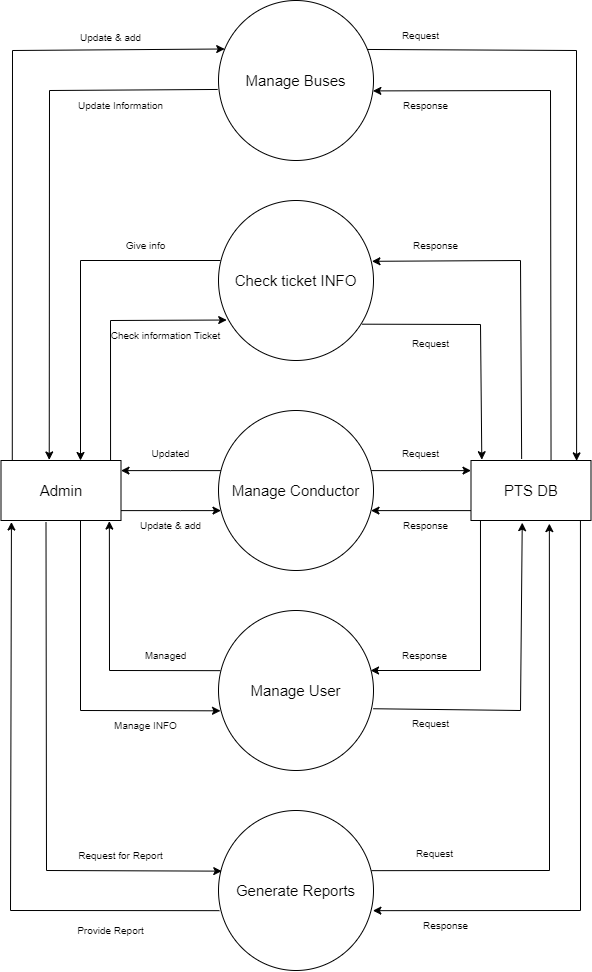 Update & add
Request
Manage Buses
Update Information
Response
Give info
Response
Check ticket INFO
Check information Ticket
Request
Updated
Request
Admin
Manage Conductor
PTS DB
Update & add
Response
Managed
Response
Manage User
Manage INFO
Request
Request for Report
Request
Generate Reports
Provide Report
Response